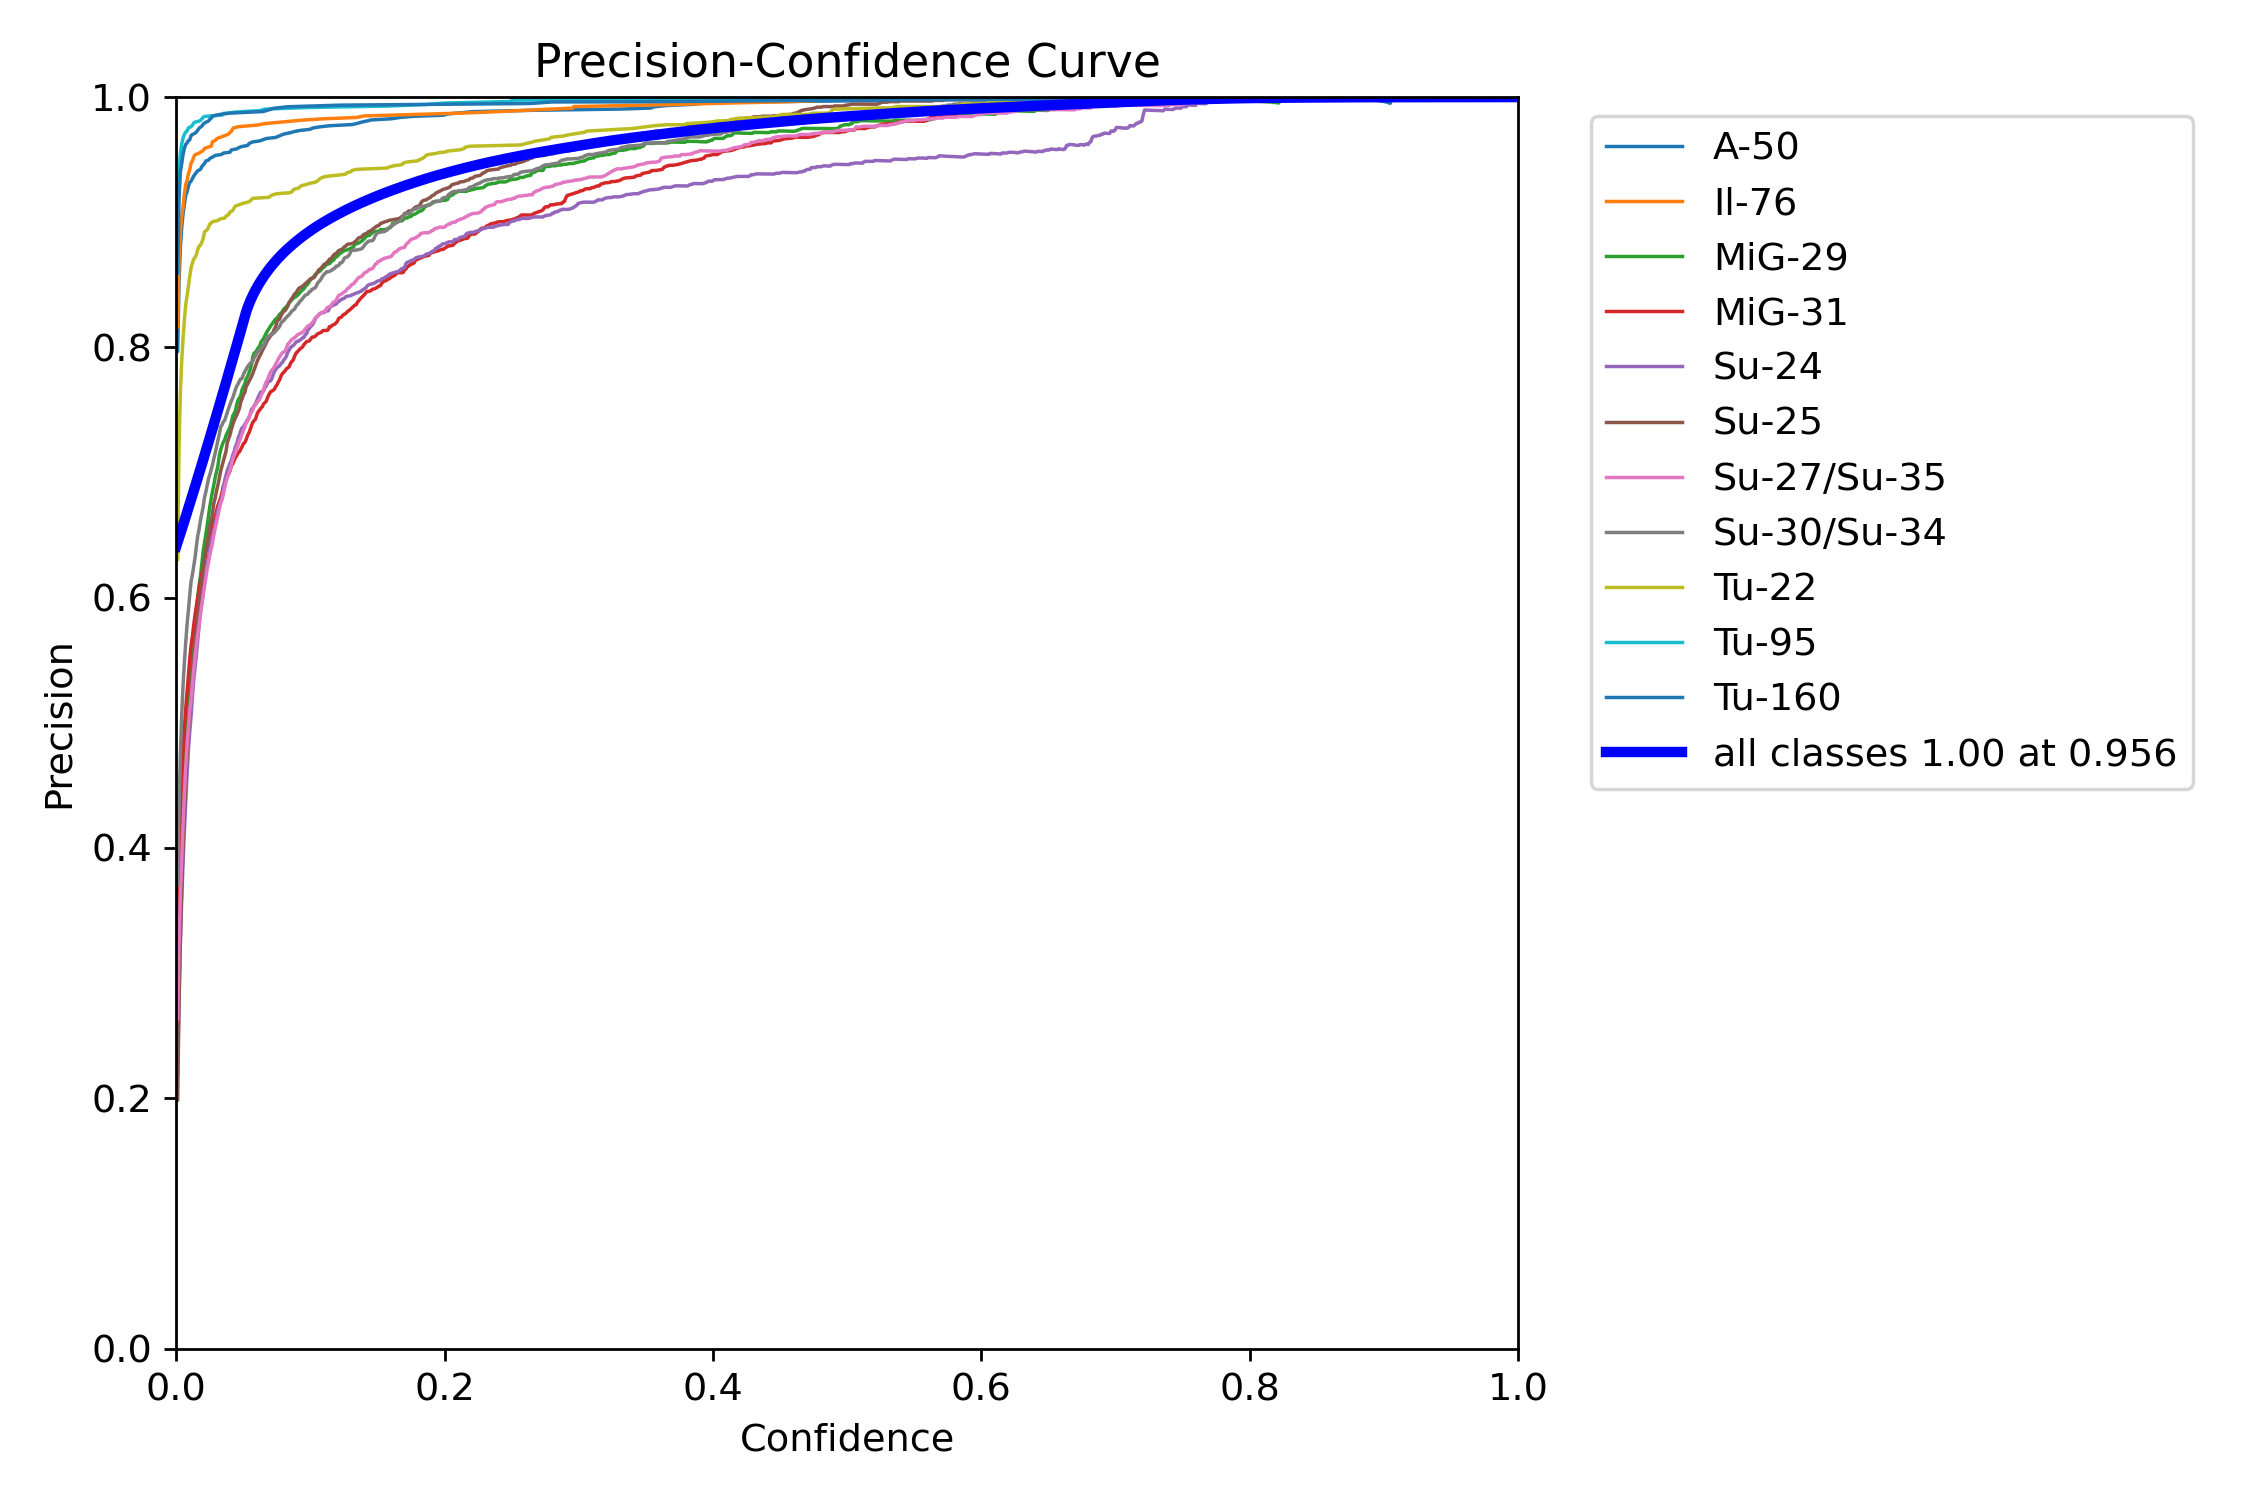 Precision-Confidence Curve
1.0
0.8
0.6
0.4
0.2
0.0
Precision
0.0 0.2 0.4 0.6 0.8 1.0
Confidence
A-50
Il-76
MiG-29
MiG-31
Su-24
Su-25
Su-27/Su-35
Su-30/Su-34
Tu-22
Tu-95
Tu-160
all classes 1.00 at 0.956